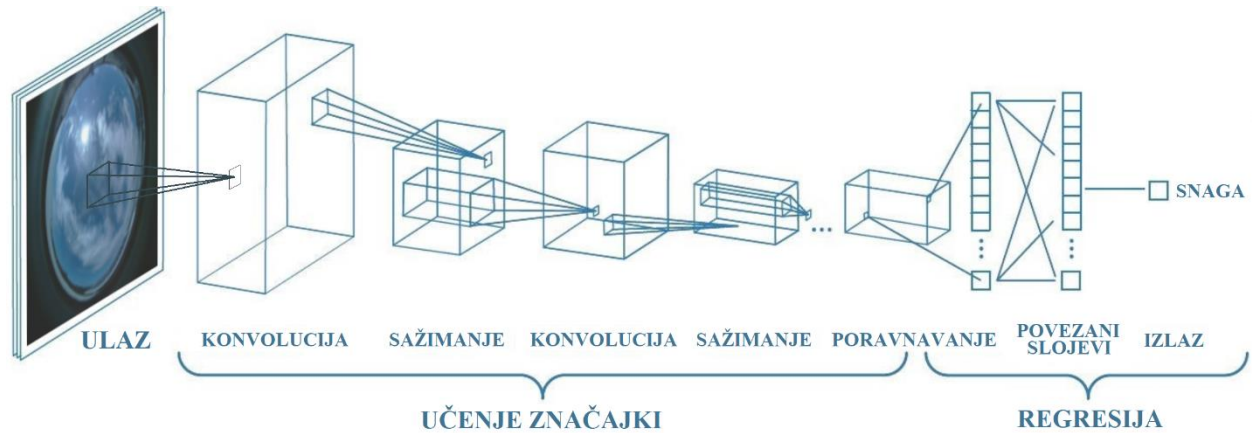 SNAGA
ULAZ
KONVOLUCIJA
SAŽIMANJE
KONVOLUCIJA
SAŽIMANJE
PORAVNAVANJE
POVEZANI
SLOJEVI
IZLAZ
UČENJE ZNAČAJKI
REGRESIJA